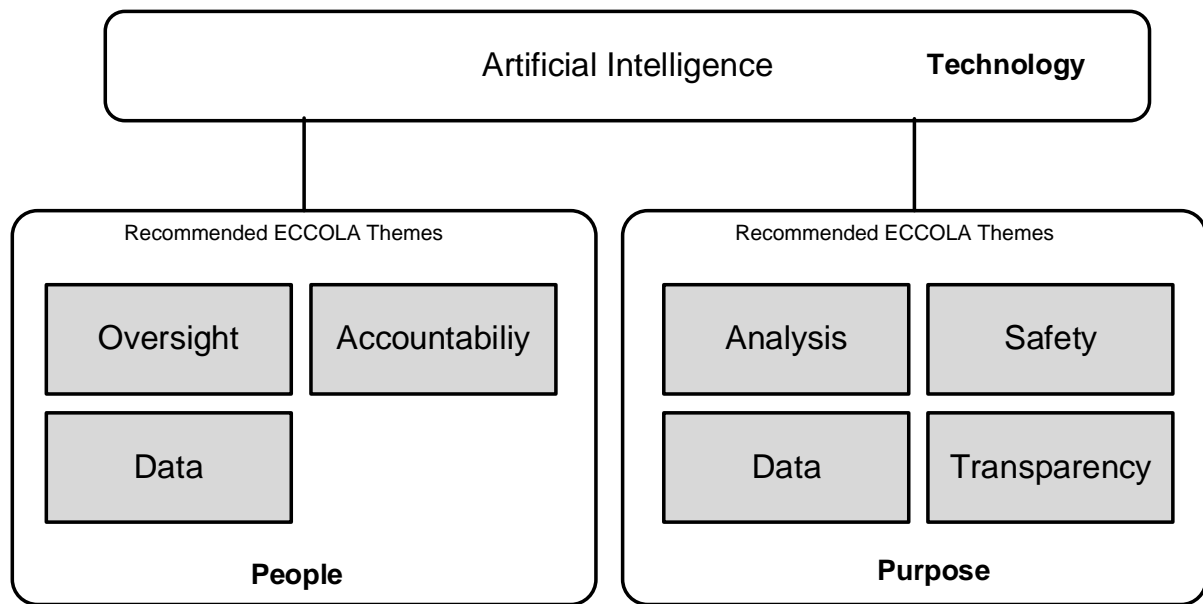 Artificial Intelligence Technology
Recommended ECCOLA Themes
Oversight Accountabiliy
Data
People
Recommended ECCOLA Themes
Analysis Safety
Data Transparency
Purpose